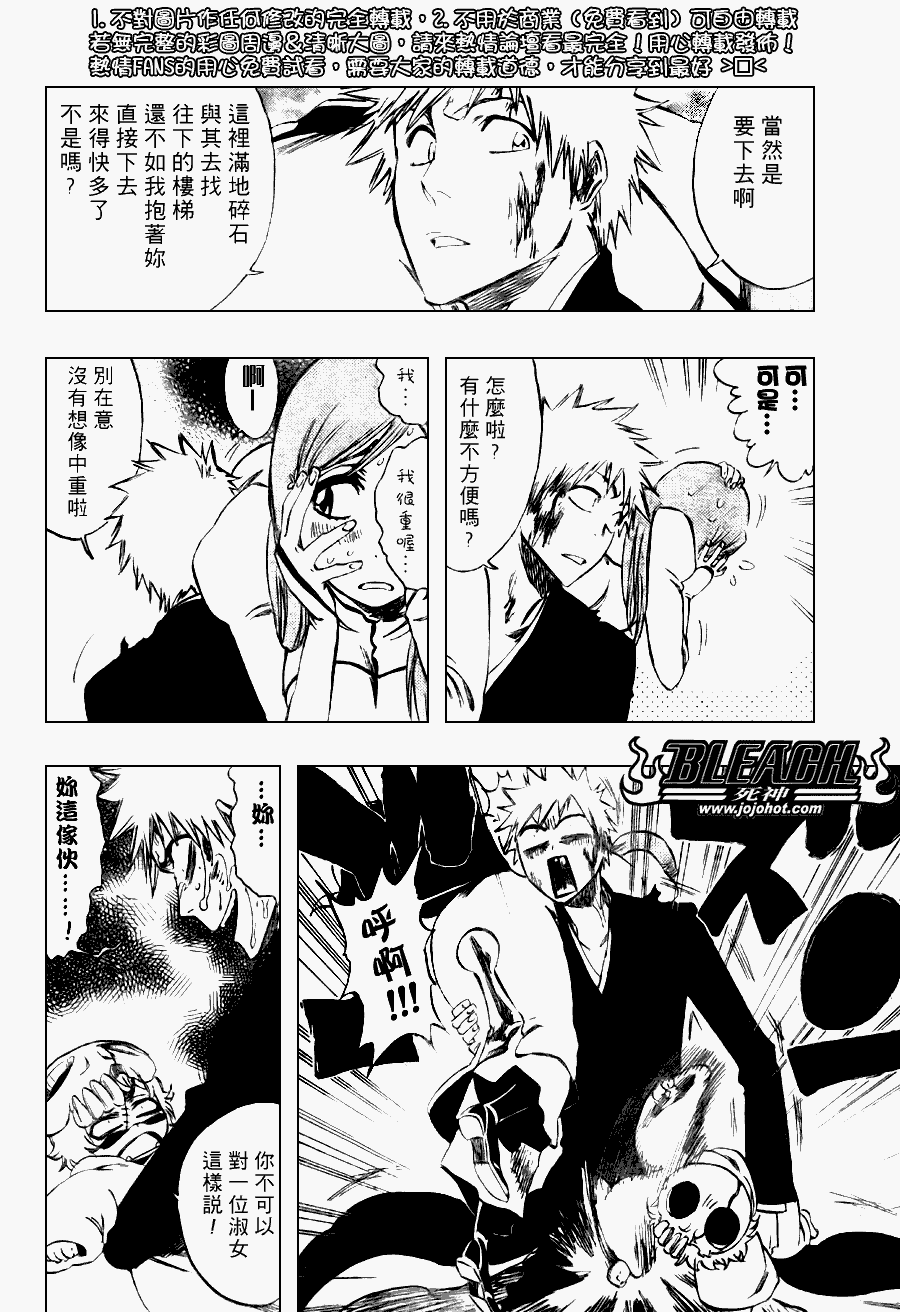 1. 不對圖片作任何修改的完全轉載，2. 不用於商業（免費看到）可自由轉載
若無完整的彩圖周邊&清晰大圖，請來熱情論壇看最完全！用心轉載發佈！
熱情FANS的用心免費試看，需要大家的轉載道德，才能分享到最好 >口<
當然是
要下去啊
這裡滿地碎石
與其去找
往下的樓梯
還不如我抱著妳
直接下去
來得快多了
不是嗎？
可…
可是…
怎麼啦？
有什麼不方便嗎？
我…
我很重喔…
啊—
別在意
沒有想像中重啦
BLEACH
死神
www.jojohot.com
…妳…
妳這傢伙……！
你不可以
對一位淑女
這樣說！